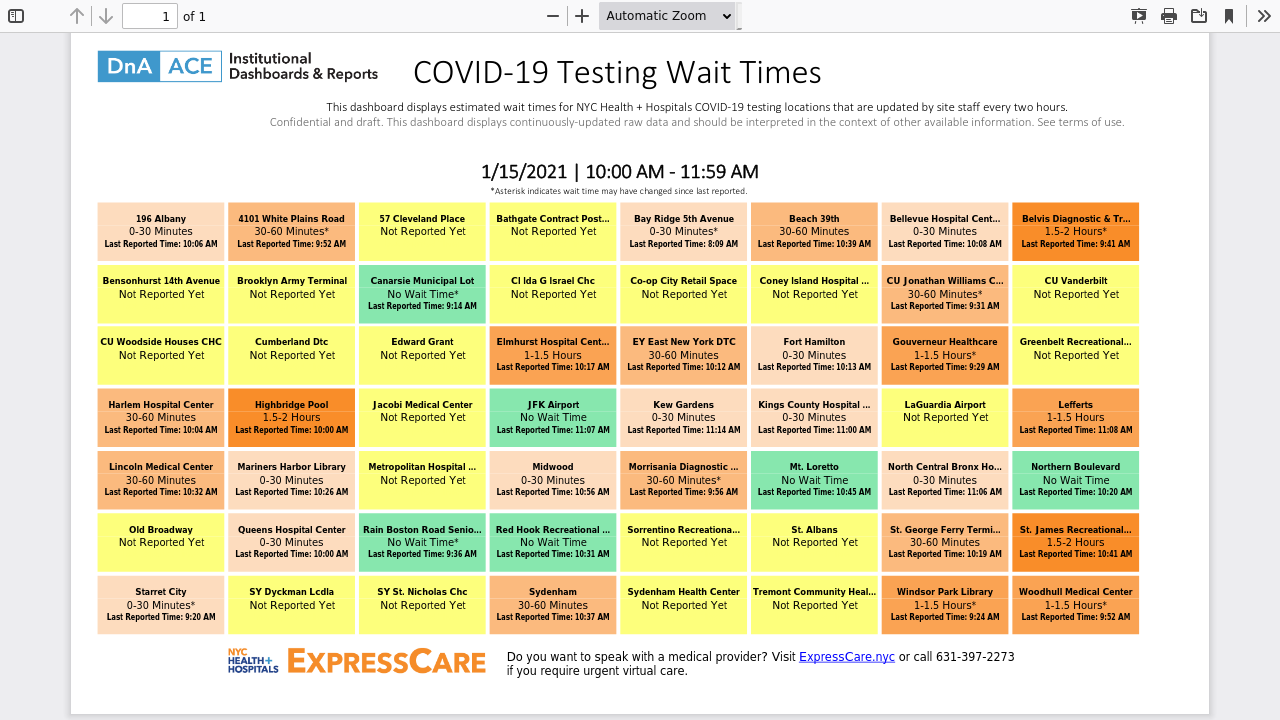 1
of 1
Automatic Zoom
DnA ACE
Institutional
Dashboards & Reports
COVID-19 Testing Wait Times
This dashboard displays estimated wait times for NYC Health + Hospitals COVID-19 testing locations that are updated by site staff every two hours.
Confidential and draft. This dashboard displays continuously-updated raw data and should be interpreted in the context of other available information. See terms of use.
1/15/2021 | 10:00 AM - 11:59 AM
*Asterisk indicates wait time may have changed since last reported.
196 Albany
0-30 Minutes
Last Reported Time: 10:06 AM
4101 White Plains Road
30-60 Minutes*
Last Reported Time: 9:52 AM
57 Cleveland Place
Not Reported Yet
Bathgate Contract Post...
Not Reported Yet
Bay Ridge 5th Avenue
0-30 Minutes*
Last Reported Time: 8:09 AM
Beach 39th
30-60 Minutes
Last Reported Time: 10:39 AM
Bellevue Hospital Cent...
0-30 Minutes
Last Reported Time: 10:08 AM
Belvis Diagnostic & Tr...
1.5-2 Hours*
Last Reported Time: 9:41 AM
Bensonhurst 14th Avenue
Not Reported Yet
Brooklyn Army Terminal
Not Reported Yet
Canarsie Municipal Lot
No Wait Time*
Last Reported Time: 9:14 AM
Cl Ida G Israel Chc
Not Reported Yet
Co-op City Retail Space
Not Reported Yet
Coney Island Hospital ...
Not Reported Yet
CU Jonathan Williams C...
30-60 Minutes*
Last Reported Time: 9:31 AM
CU Vanderbilt
Not Reported Yet
CU Woodside Houses CHC
Not Reported Yet
Cumberland Dtc
Not Reported Yet
Edward Grant
Not Reported Yet
Elmhurst Hospital Cent...
1-1.5 Hours
Last Reported Time: 10:17 AM
EY East New York DTC
30-60 Minutes
Last Reported Time: 10:12 AM
Fort Hamilton
0-30 Minutes
Last Reported Time: 10:13 AM
Gouverneur Healthcare
1-1.5 Hours*
Last Reported Time: 9:29 AM
Greenbelt Recreational...
Not Reported Yet
Harlem Hospital Center
30-60 Minutes
Last Reported Time: 10:04 AM
Highbridge Pool
1.5-2 Hours
Last Reported Time: 10:00 AM
Jacobi Medical Center
Not Reported Yet
JFK Airport
No Wait Time
Last Reported Time: 11:07 AM
Kew Gardens
0-30 Minutes
Last Reported Time: 11:14 AM
Kings County Hospital ...
0-30 Minutes
Last Reported Time: 11:00 AM
LaGuardia Airport
Not Reported Yet
Lefferts
1-1.5 Hours
Last Reported Time: 11:08 AM
Lincoln Medical Center
30-60 Minutes
Last Reported Time: 10:32 AM
Mariners Harbor Library
0-30 Minutes
Last Reported Time: 10:26 AM
Metropolitan Hospital ...
Not Reported Yet
Midwood
0-30 Minutes
Last Reported Time: 10:56 AM
Morrisania Diagnostic ...
30-60 Minutes*
Last Reported Time: 9:56 AM
Mt. Loretto
No Wait Time
Last Reported Time: 10:45 AM
North Central Bronx Ho...
0-30 Minutes
Last Reported Time: 11:06 AM
Northern Boulevard
No Wait Time
Last Reported Time: 10:20 AM
Old Broadway
Not Reported Yet
Queens Hospital Center
0-30 Minutes
Last Reported Time: 10:00 AM
Rain Boston Road Senio...
No Wait Time*
Last Reported Time: 9:36 AM
Red Hook Recreational ...
No Wait Time
Last Reported Time: 10:31 AM
Sorrentino Recreationa...
Not Reported Yet
St. Albans
Not Reported Yet
St. George Ferry Termi...
30-60 Minutes
Last Reported Time: 10:19 AM
St. James Recreational...
1.5-2 Hours
Last Reported Time: 10:41 AM
Starret City
0-30 Minutes*
Last Reported Time: 9:20 AM
SY Dyckman Lcdla
Not Reported Yet
SY St. Nicholas Chc
Not Reported Yet
Sydenham
30-60 Minutes
Last Reported Time: 10:37 AM
Sydenham Health Center
Not Reported Yet
Tremont Community Heal...
Not Reported Yet
Windsor Park Library
1-1.5 Hours*
Last Reported Time: 9:24 AM
Woodhull Medical Center
1-1.5 Hours*
Last Reported Time: 9:52 AM
NYC
HEALTH+
HOSPITALS
EXPRESSCARE
Do you want to speak with a medical provider? Visit ExpressCare.nyc or call 631-397-2273
if you require urgent virtual care.